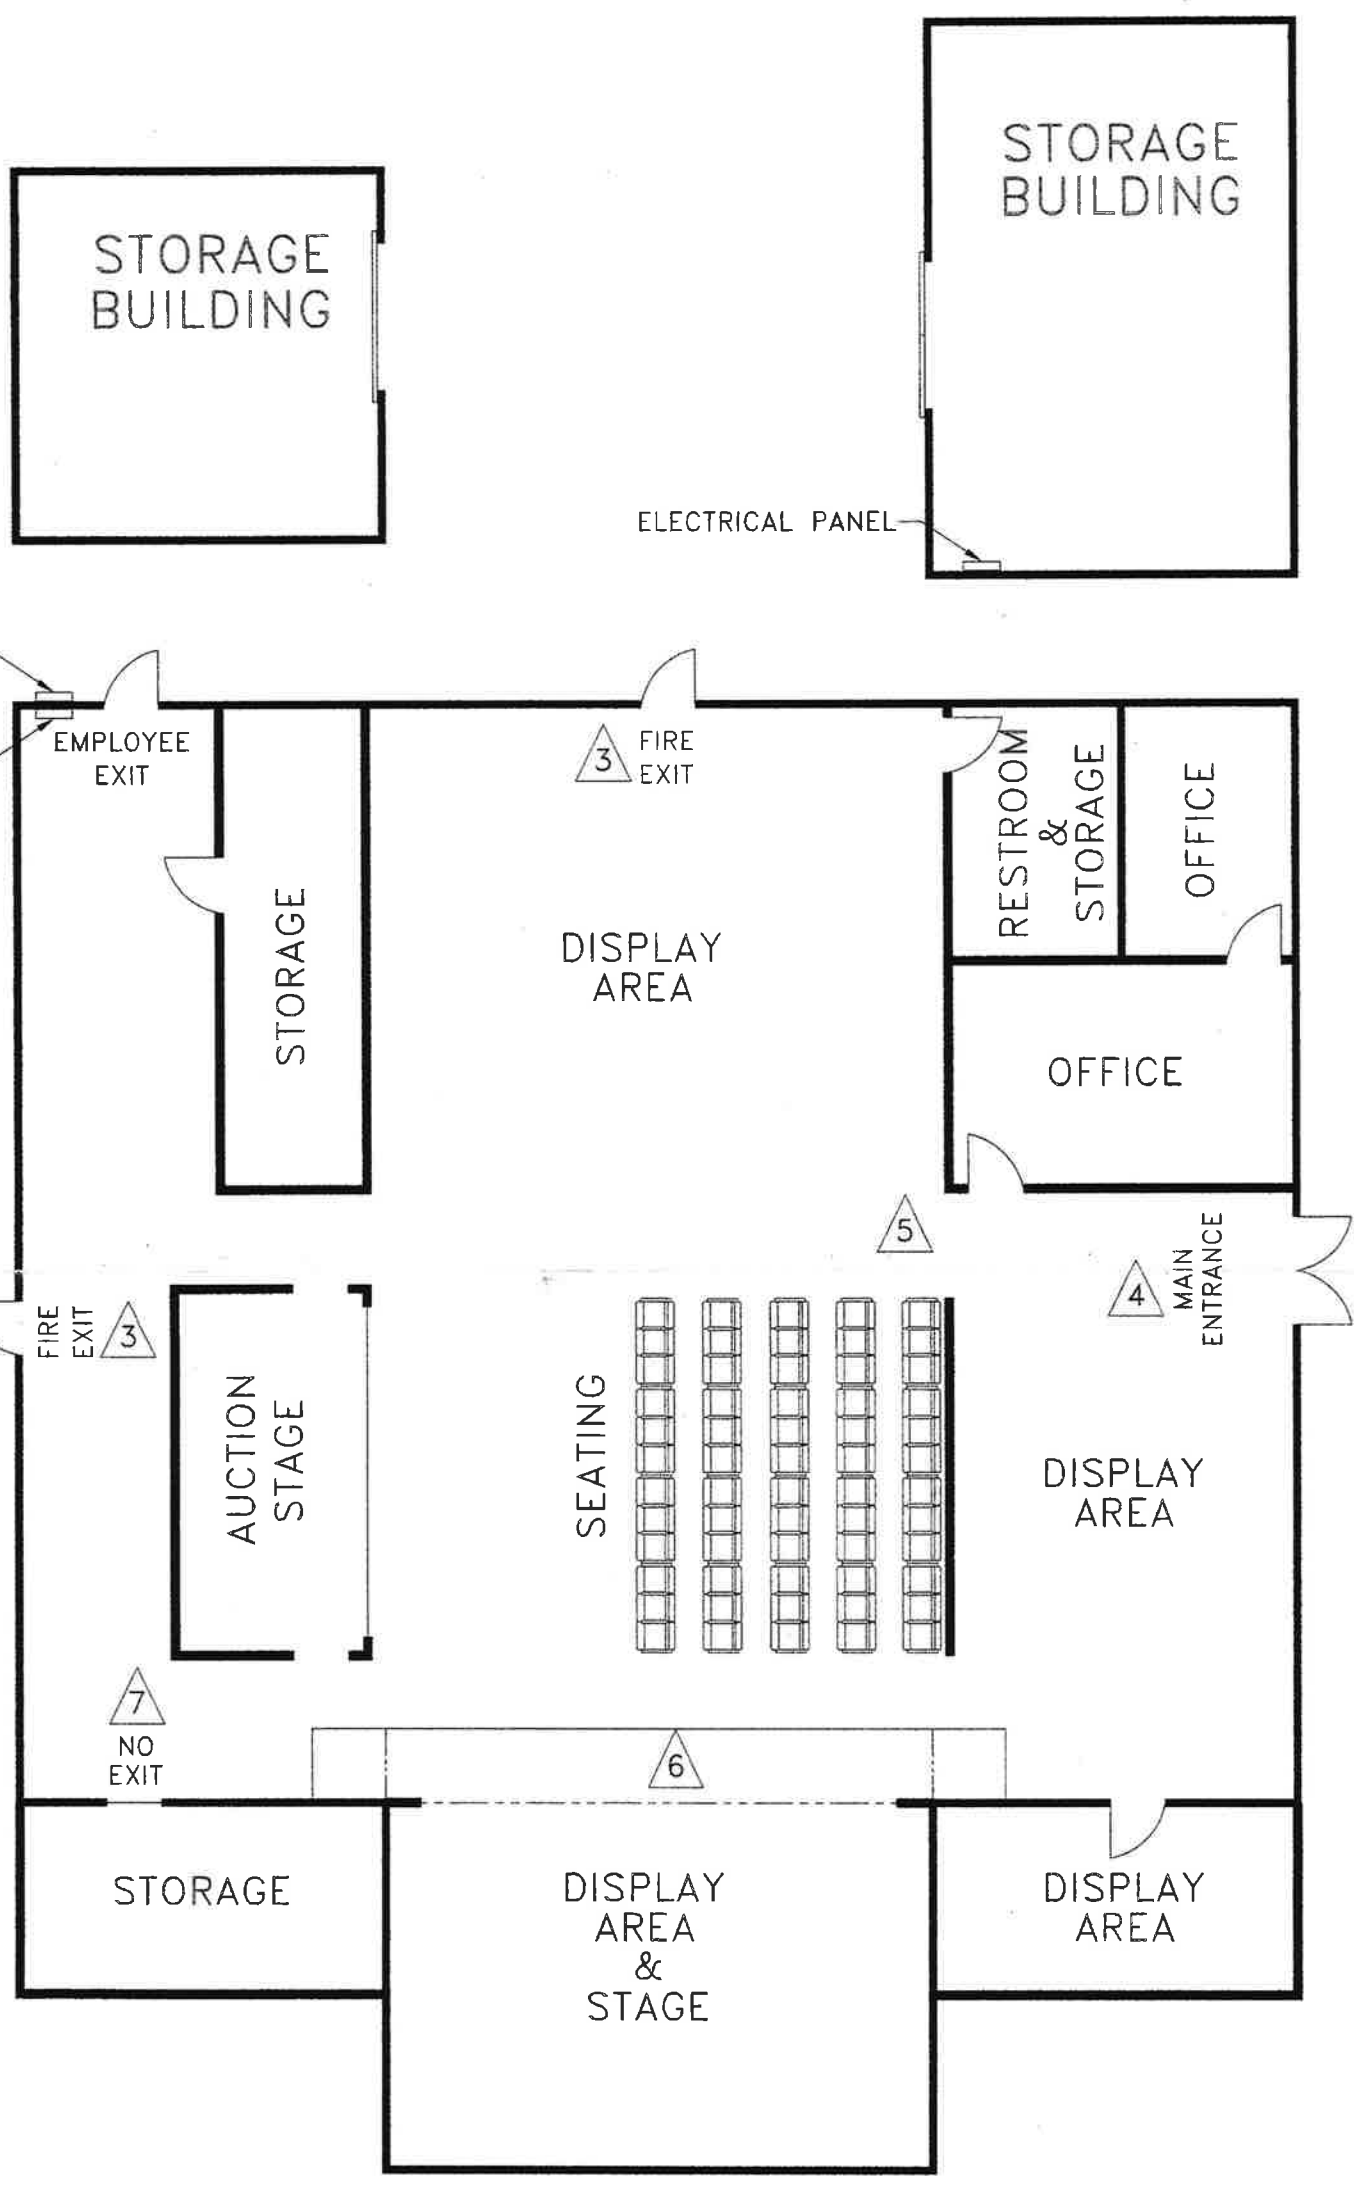 STORAGE
BUILDING
STORAGE
BUILDING
ELECTRICAL PANEL
EMPLOYEE
EXIT
3
FIRE
EXIT
RESTROOM
&
STORAGE
OFFICE
STORAGE
DISPLAY
AREA
OFFICE
5
4
MAIN
ENTRANCE
FIRE
EXIT
3
AUCTION
STAGE
SEATING
DISPLAY
AREA
7
NO
EXIT
6
STORAGE
DISPLAY
AREA
&
STAGE
DISPLAY
AREA